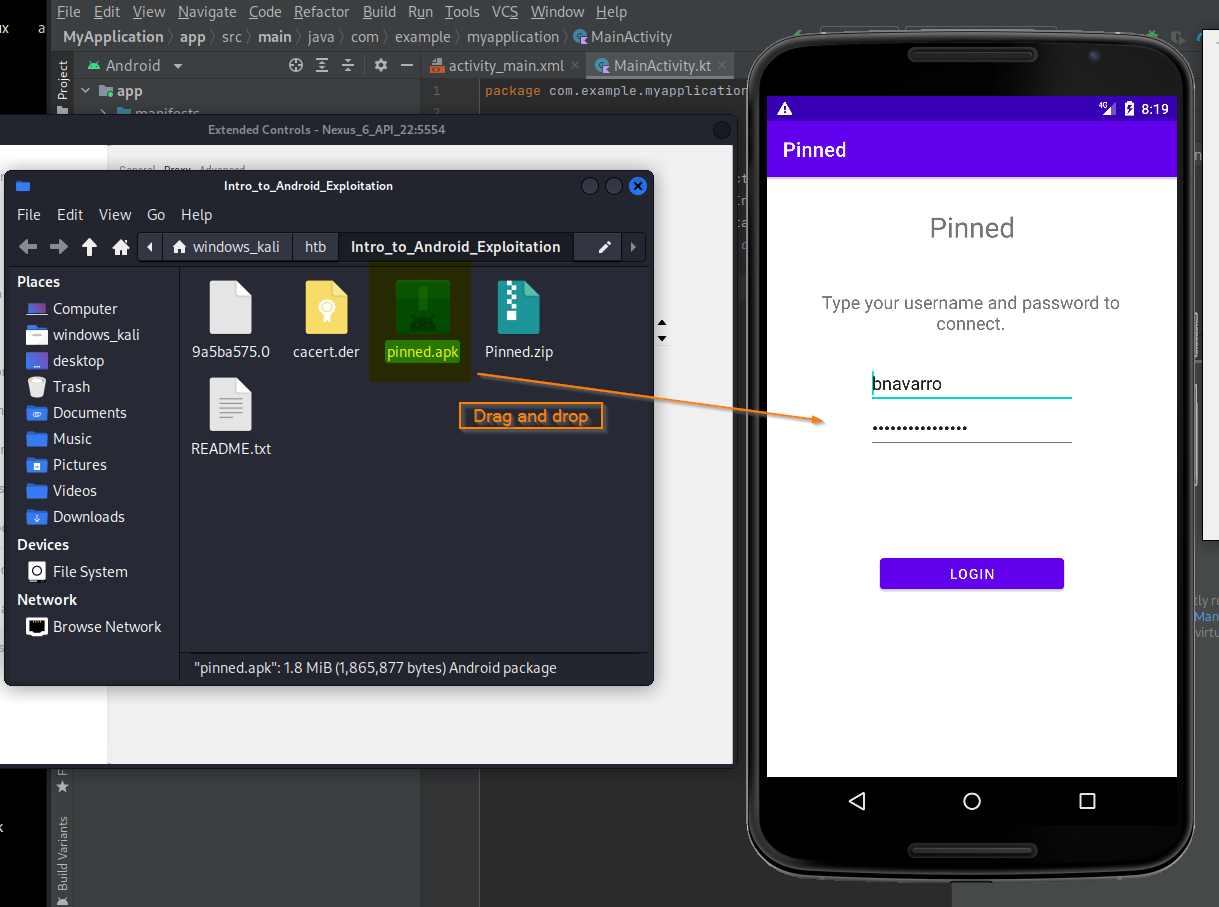 File Edit View Navigate Code Refactor Build Run Tools VCS Window Help
MyApplication app src main java com example myapplication MainActivity
Project
Android
activity_main.xml
MainActivity.kt
app
manifests
1 package com.example.myapplication
2
Extended Controls - Nexus_6_API_22:5554
General Proxy Advanced
Intro_to_Android_Exploitation
File Edit View Go Help
windows_kali htb Intro_to_Android_Exploitation
Places
Computer
windows_kali
desktop
Trash
Documents
Music
Pictures
Videos
Downloads
Devices
File System
Network
Browse Network
9a5ba575.0
cacert.der
pinned.apk
Pinned.zip
README.txt
Drag and drop
"pinned.apk": 1.8 MiB (1,865,877 bytes) Android package
4G 8:19
Pinned
Pinned
Type your username and password to
connect.
bnavarro
••••••••••••••••
LOGIN
Build Variants